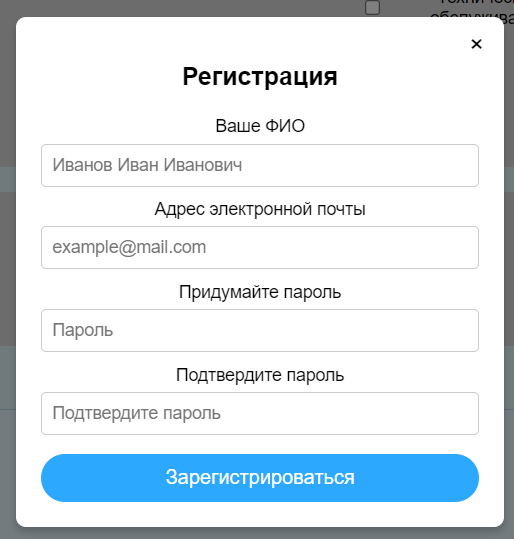 ×
Регистрация
Ваше ФИО
Иванов Иван Иванович
Адрес электронной почты
example@mail.com
Придумайте пароль
Пароль
Подтвердите пароль
Подтвердите пароль
Зарегистрироваться